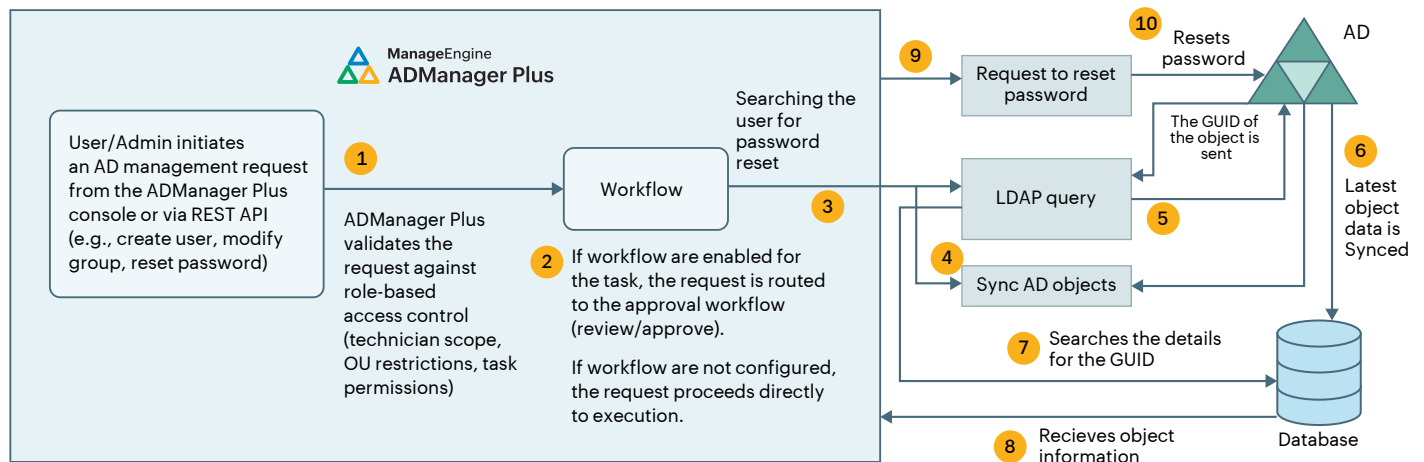 ManageEngine
ADManager Plus
User/Admin initiates
an AD management request
from the ADManager Plus
console or via REST API
(e.g., create user, modify
group, reset password)
1
ADManager Plus
validates the
request against
role-based
access control
(technician scope,
OU restrictions, task
permissions)
Workflow
2
If workflow are enabled for
the task, the request is routed
to the approval workflow
(review/approve).
If workflow are not configured,
the request proceeds directly
to execution.
Searching the
user for
password
reset
3
4
Sync AD objects
LDAP query
5
The GUID of
the object is
sent
6
Latest
object
data is
Synced
7
Searches the details
for the GUID
Database
8
Recieves object
information
9
Request to reset
password
10
Resets
password
AD